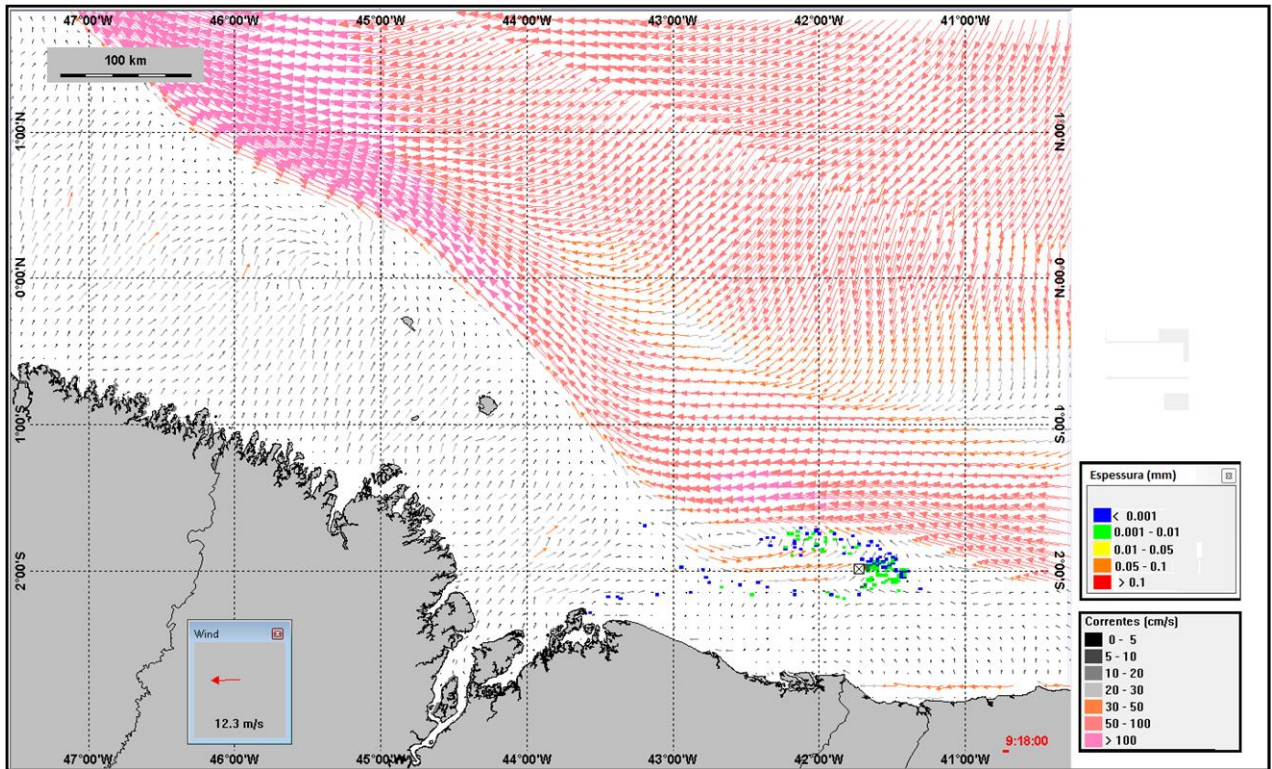 47°00'W 46°00'W 45°00'W 44°00'W 43°00'W 42°00'W 41°00'W
100 km
1°00'N 1°00'N
0°00'N 0°00'N
1°00'S 1°00'S
2°00'S 2°00'S
Espessura (mm)
< 0.001
0.001 - 0.01
0.01 - 0.05
0.05 - 0.1
> 0.1
Correntes (cm/s)
0 - 5
5 - 10
10 - 20
20 - 30
30 - 50
50 - 100
> 100
Wind
12.3 m/s
9:18:00
47°00'W 46°00'W 45°00'W 44°00'W 43°00'W 42°00'W 41°00'W